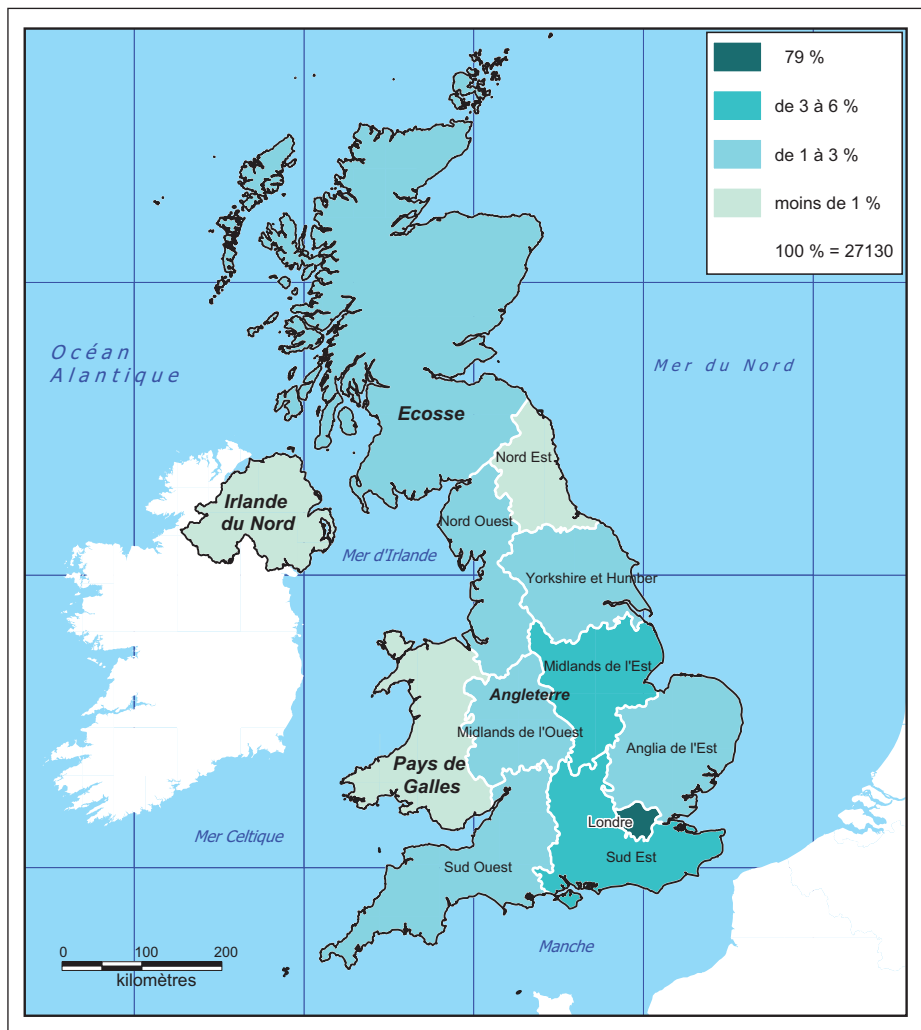 79 %
de 3 à 6 %
de 1 à 3 %
moins de 1 %
100 % = 27130
Océan
Alantique
Mer du Nord
Ecosse
Nord Est
Irlande
du Nord
Nord Ouest
Mer d'Irlande
Yorkshire et Humber
Midlands de l'Est
Angleterre
Midlands de l'Ouest
Anglia de l'Est
Pays de
Galles
Londre
Mer Celtique
Sud Est
Sud Ouest
Manche
0 100 200
kilomètres